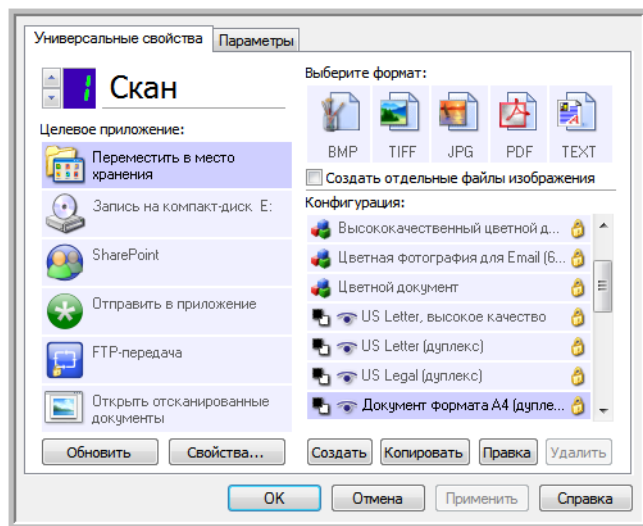 Универсальные свойства
Параметры
1
Скан
Целевое приложение:
Переместить в место
хранения
Запись на компакт-диск E:
SharePoint
Отправить в приложение
FTP-передача
Открыть отсканированные
документы
Обновить
Свойства...
Выберите формат:
BMP
TIFF
JPG
PDF
TEXT
Создать отдельные файлы изображения
Конфигурация:
Высококачественный цветной д...
Цветная фотография для Email (6...
Цветной документ
US Letter, высокое качество
US Letter (дуплекс)
US Legal (дуплекс)
Документ формата A4 (дупле...
Создать
Копировать
Правка
Удалить
OK
Отмена
Применить
Справка